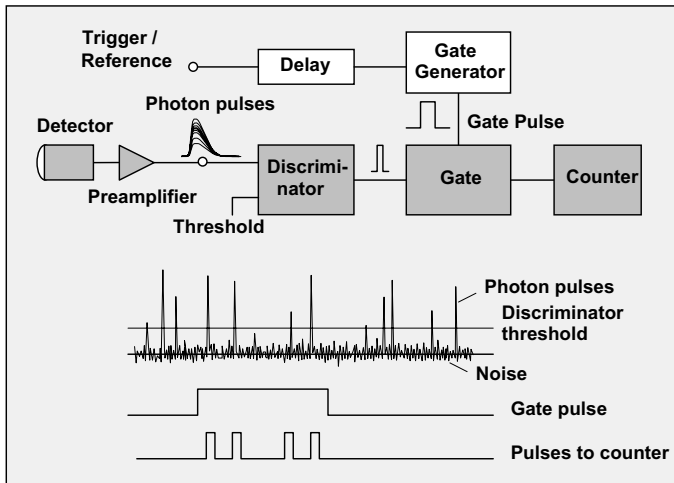 Trigger /
Reference
Delay
Gate
Generator
Photon pulses
Gate Pulse
Detector
Preamplifier
Discrimi-
nator
Gate
Counter
Threshold
Photon pulses
Discriminator
threshold
Noise
Gate pulse
Pulses to counter